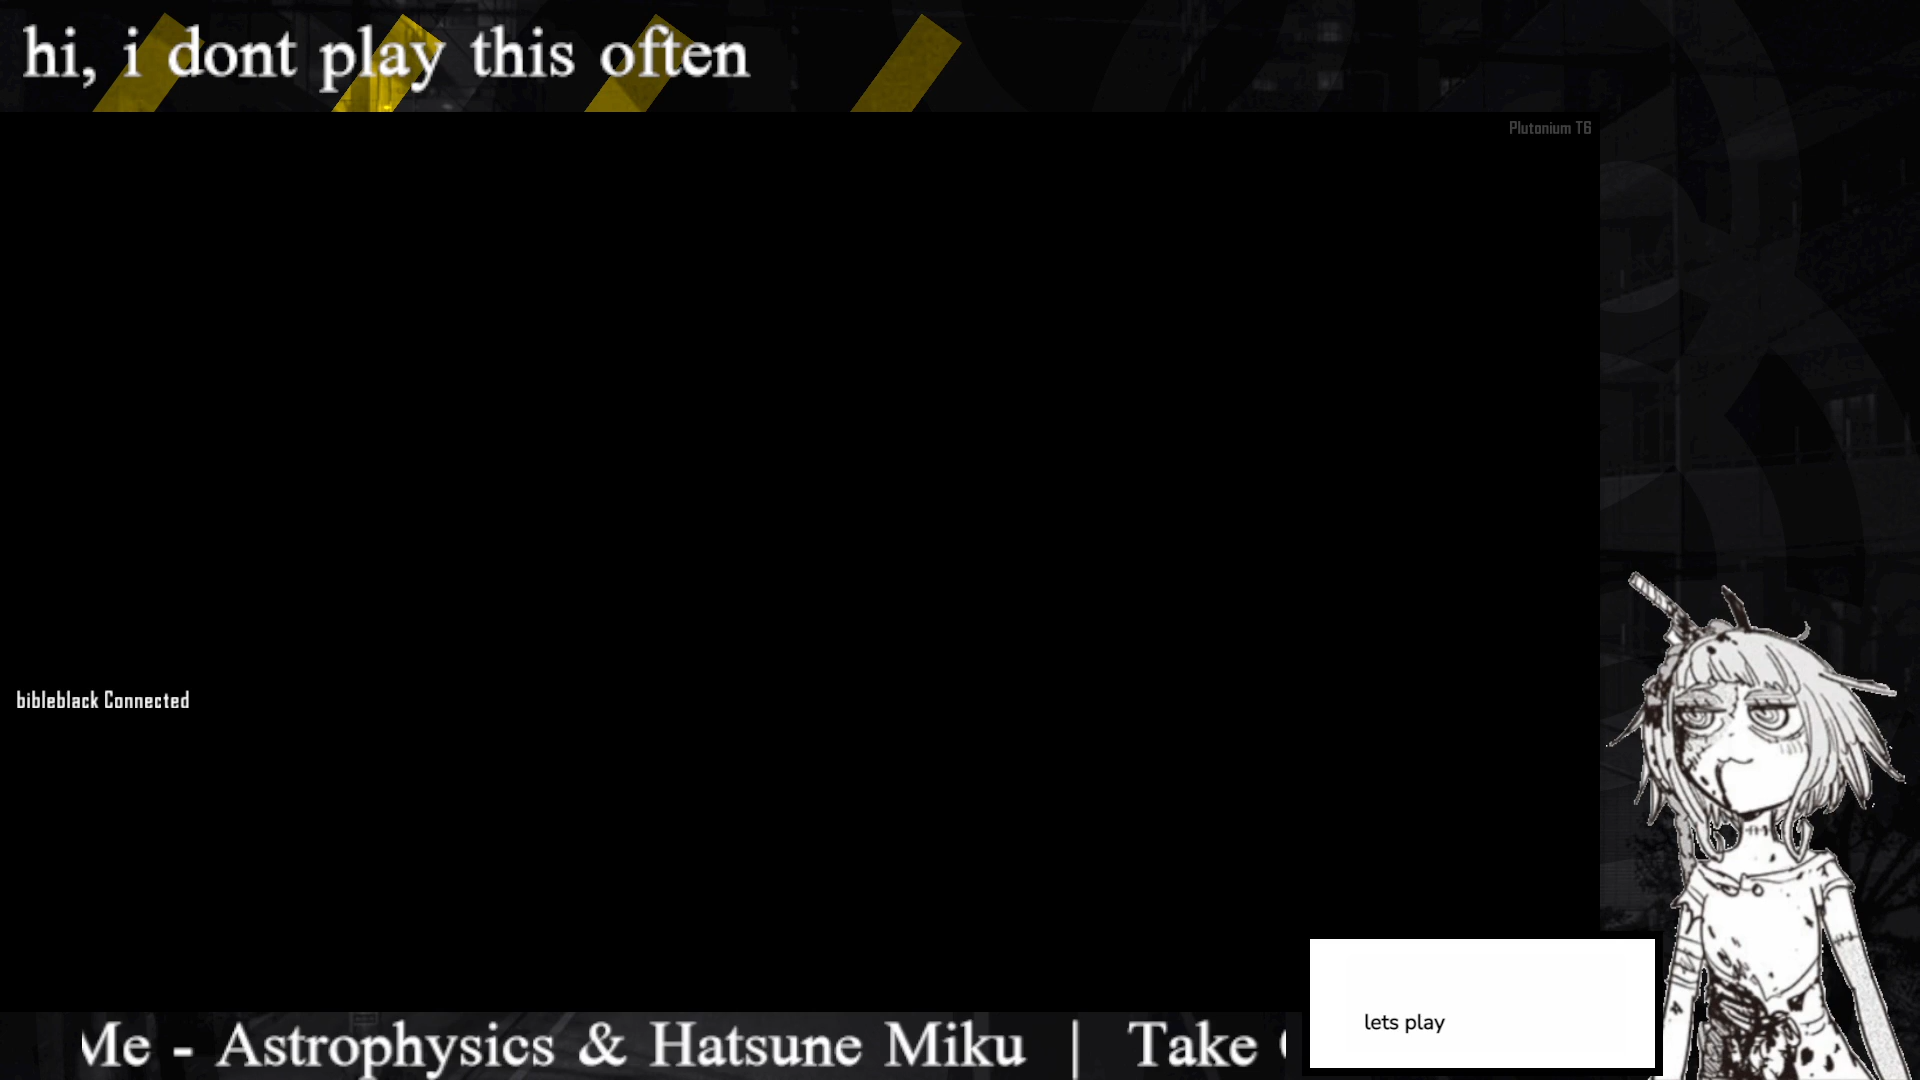 hi, i dont play this often
Plutonium T6
bibleblack Connected
lets play
Me - Astrophysics & Hatsune Miku | Take